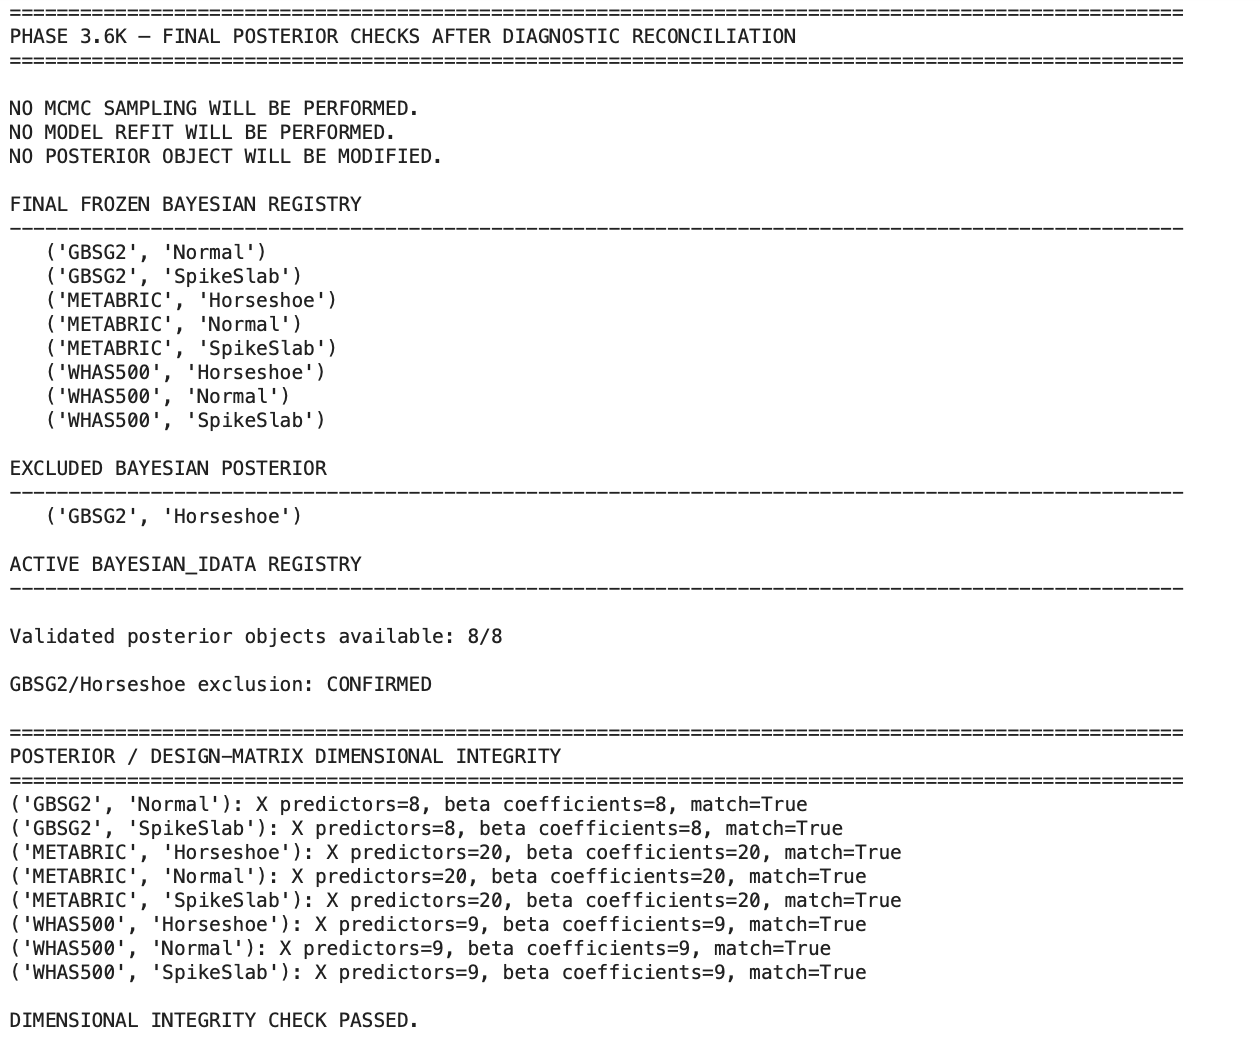 ====================================================================================================
PHASE 3.6K — FINAL POSTERIOR CHECKS AFTER DIAGNOSTIC RECONCILIATION
====================================================================================================
NO MCMC SAMPLING WILL BE PERFORMED.
NO MODEL REFIT WILL BE PERFORMED.
NO POSTERIOR OBJECT WILL BE MODIFIED.
FINAL FROZEN BAYESIAN REGISTRY
----------------------------------------------------------------------------------------------------
('GBSG2', 'Normal')
('GBSG2', 'SpikeSlab')
('METABRIC', 'Horseshoe')
('METABRIC', 'Normal')
('METABRIC', 'SpikeSlab')
('WHAS500', 'Horseshoe')
('WHAS500', 'Normal')
('WHAS500', 'SpikeSlab')
EXCLUDED BAYESIAN POSTERIOR
----------------------------------------------------------------------------------------------------
('GBSG2', 'Horseshoe')
ACTIVE BAYESIAN_IDATA REGISTRY
----------------------------------------------------------------------------------------------------
Validated posterior objects available: 8/8
GBSG2/Horseshoe exclusion: CONFIRMED
====================================================================================================
POSTERIOR / DESIGN-MATRIX DIMENSIONAL INTEGRITY
====================================================================================================
('GBSG2', 'Normal'): X predictors=8, beta coefficients=8, match=True
('GBSG2', 'SpikeSlab'): X predictors=8, beta coefficients=8, match=True
('METABRIC', 'Horseshoe'): X predictors=20, beta coefficients=20, match=True
('METABRIC', 'Normal'): X predictors=20, beta coefficients=20, match=True
('METABRIC', 'SpikeSlab'): X predictors=20, beta coefficients=20, match=True
('WHAS500', 'Horseshoe'): X predictors=9, beta coefficients=9, match=True
('WHAS500', 'Normal'): X predictors=9, beta coefficients=9, match=True
('WHAS500', 'SpikeSlab'): X predictors=9, beta coefficients=9, match=True
DIMENSIONAL INTEGRITY CHECK PASSED.